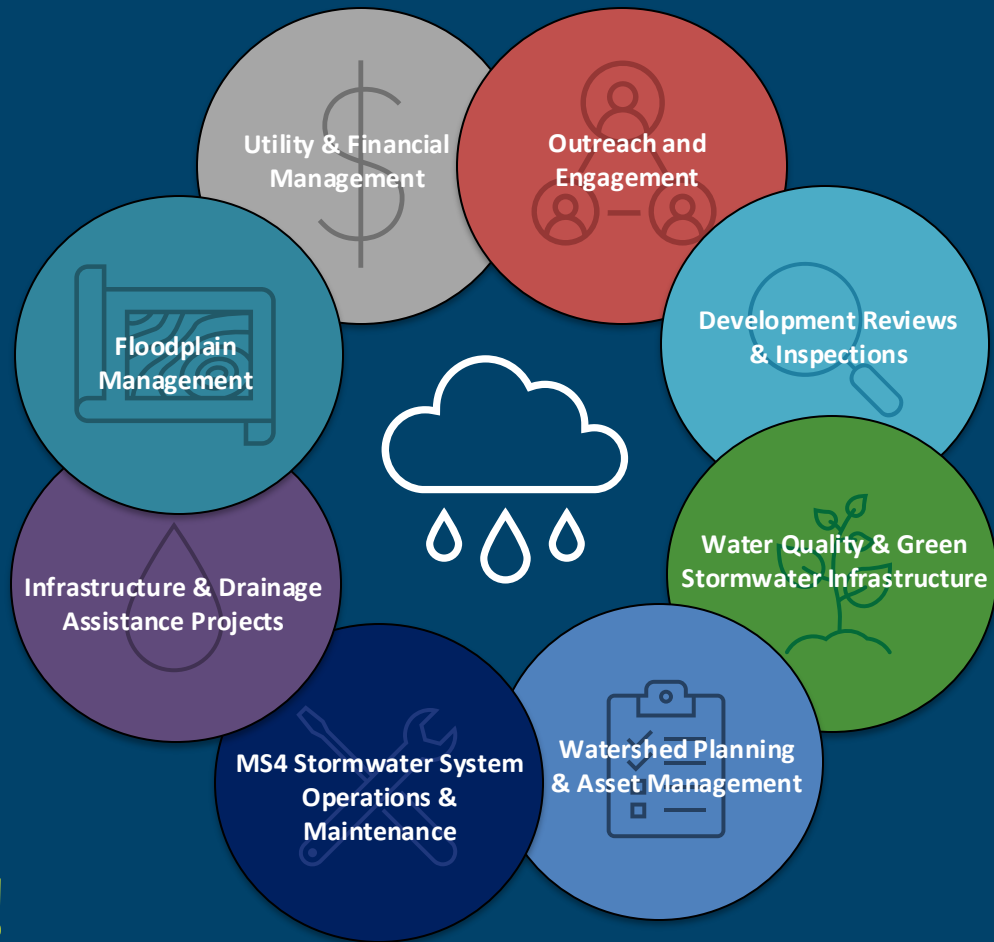 Utility & Financial
Management
Outreach and
Engagement
Development Reviews
& Inspections
Floodplain
Management
Water Quality & Green
Stormwater Infrastructure
Infrastructure & Drainage
Assistance Projects
Watershed Planning
& Asset Management
MS4 Stormwater System
Operations &
Maintenance
!